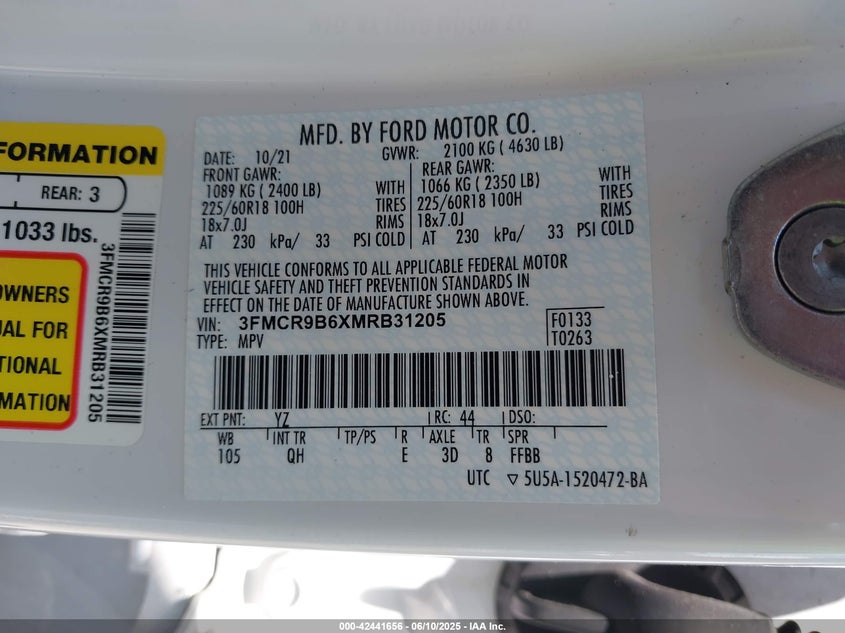 FORMATION
REAR: 3
1033 lbs.
3FMCR9B6XMRB31205
OWNERS
UAL FOR
TIONAL
RMATION
MFD. BY FORD MOTOR CO.
DATE: 10/21 GVWR: 2100 KG ( 4630 LB)
FRONT GAWR: REAR GAWR:
1089 KG ( 2400 LB) WITH 1066 KG ( 2350 LB) WITH
225/60R18 100H TIRES 225/60R18 100H TIRES
18x7.0J RIMS 18x7.0J RIMS
AT 230 kPa/ 33 PSI COLD AT 230 kPa/ 33 PSI COLD
THIS VEHICLE CONFORMS TO ALL APPLICABLE FEDERAL MOTOR
VEHICLE SAFETY AND THEFT PREVENTION STANDARDS IN
EFFECT ON THE DATE OF MANUFACTURE SHOWN ABOVE.
VIN: 3FMCR9B6XMRB31205 F0133
TYPE: MPV T0263
EXT PNT: YZ RC: 44 DSO:
WB INT TR TP/PS R AXLE TR SPR
105 QH E 3D 8 FFBB
UTC ▽ 5U5A-1520472-BA
000-42441656 - 06/10/2025 - IAA Inc.